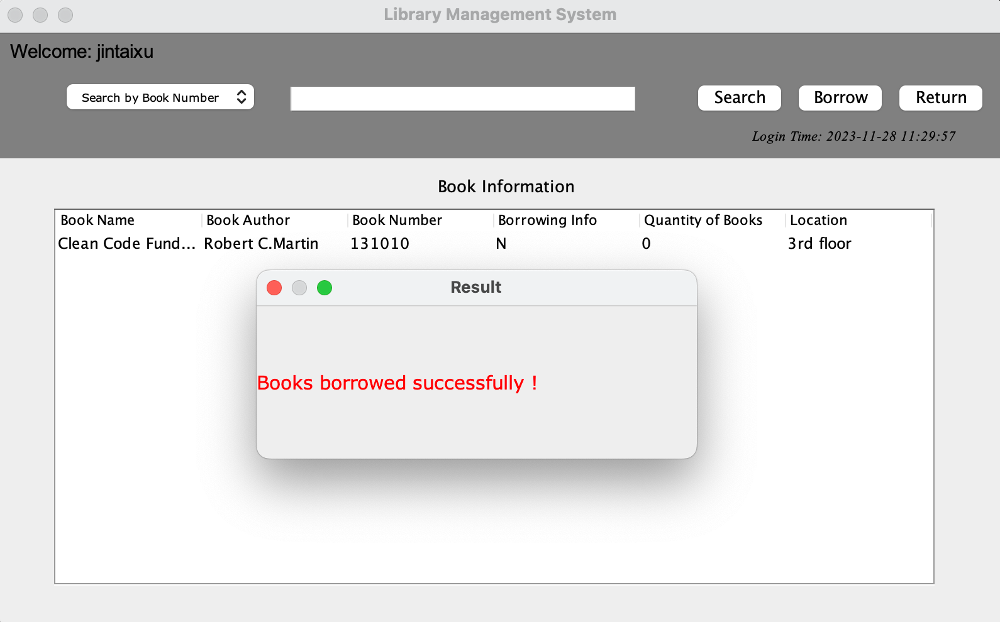 Library Management System
Welcome: jintaixu
Search by Book Number Search Borrow Return
Login Time: 2023-11-28 11:29:57
Book Information
Book Name Book Author Book Number Borrowing Info Quantity of Books Location
Clean Code Fund... Robert C.Martin 131010 N 0 3rd floor
Result
Books borrowed successfully !